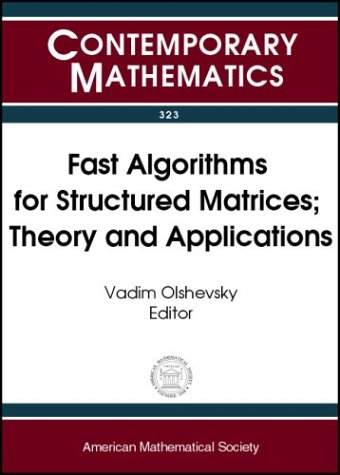 CONTEMPORARY
MATHEMATICS
323
Fast Algorithms
for Structured Matrices;
Theory and Applications
Vadim Olshevsky
Editor
American Mathematical Society